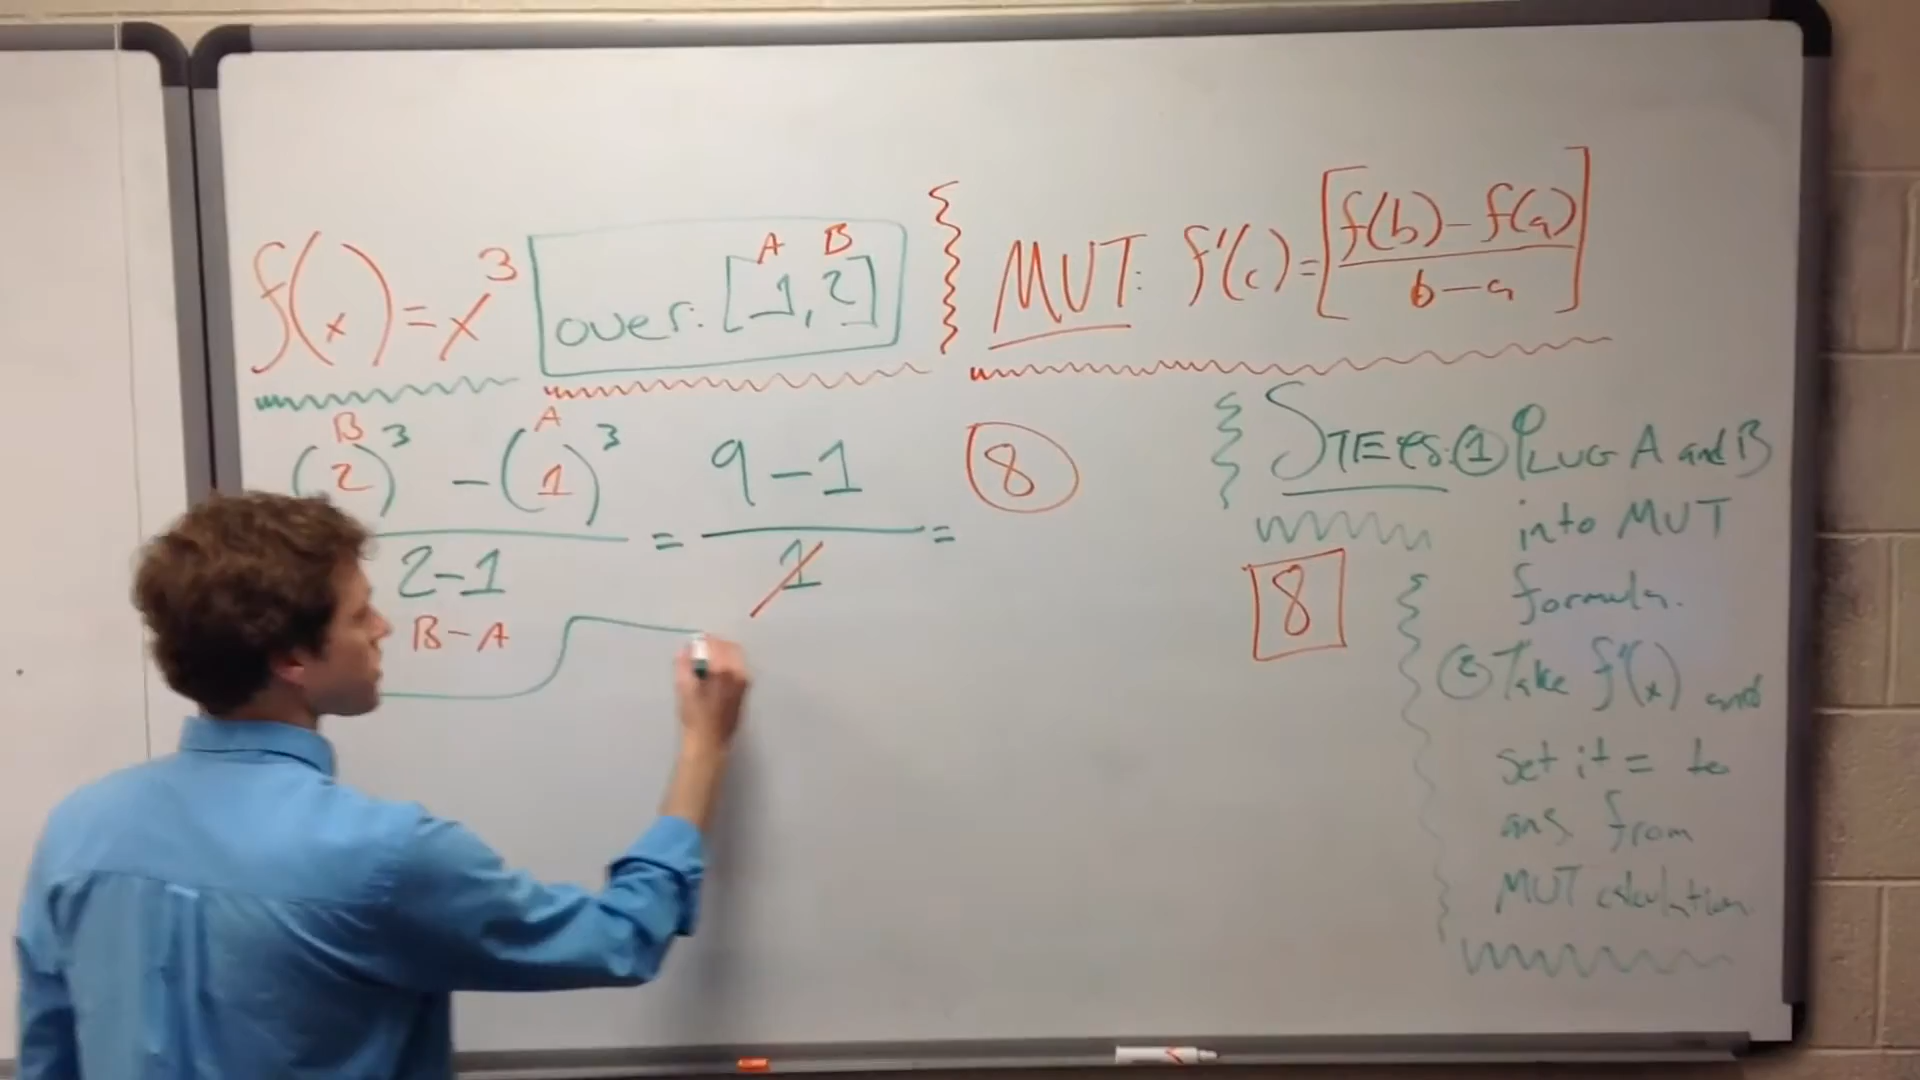 f(x) = x³
over: [1, 2]
A B
MVT: f'(c) = [f(b) - f(a) / b - a]
B A
(2)³ - (1)³ / 2-1 = 9-1 / 1 = 8
B-A
8
STEPS: ① PLUG A and B
into MVT
formula.
② Take f'(x) and
set it = to
ans from
MVT calculation